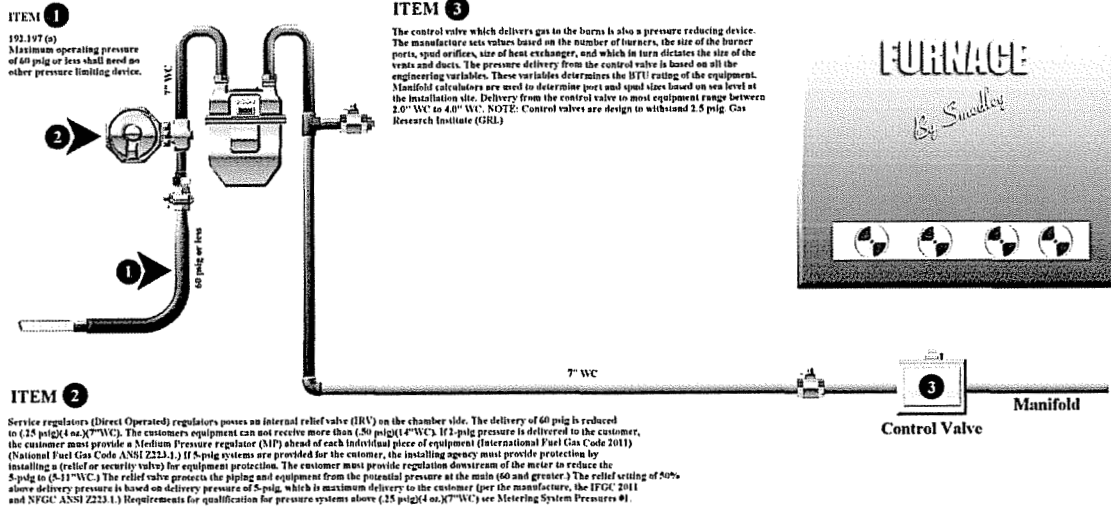 ITEM 1
192.197 (a)
Maximum operating pressure
of 60 psig or less shall need no
other pressure limiting device.
ITEM 3
The control valve which delivers gas to the burns is also a pressure reducing device.
The manufacture sets values based on the number of burners, the size of the burner
ports, spud orifices, size of heat exchanger, and which in turn dictates the size of the
vents and ducts. The pressure delivery from the control valve is based on all the
engineering variables. These variables determines the BTU rating of the equipment.
Manifold calculators are used to determine port and spud sizes based on sea level at
the installation site. Delivery from the control valve to most equipment range between
2.0" WC to 4.0" WC. NOTE: Control valves are design to withstand 2.5 psig. Gas
Research Institute (GRI.)
FURNACE
By Smedley
7" WC
2
1
60 psig or less
7" WC
3
Manifold
Control Valve
ITEM 2
Service regulators (Direct Operated) regulators posses an internal relief valve (IRV) on the chamber side. The delivery of 60 psig is reduced
to (.25 psig)(4 oz.)(7"WC). The customers equipment can not receive more than (.50 psig)(14"WC). If 2-psig pressure is delivered to the customer,
the customer must provide a Medium Pressure regulator (MP) ahead of each individual piece of equipment (International Fuel Gas Code 2011)
(National Fuel Gas Code ANSI Z223.1.) If 5-psig systems are provided for the cutomer, the installing agency must provide protection by
installing a (relief or security valve) for equipment protection. The customer must provide regulation downstream of the meter to reduce the
5-psig to (5-11"WC.) The relief valve protects the piping and equipment from the potential pressure at the main (60 and greater.) The relief setting of 50%
above delivery pressure is based on delivery pressure of 5-psig, which is maximum delivery to the customer (per the manufacture, the IFGC 2011
and NFGC ANSI Z223.1.) Requirements for qualification for pressure systems above (.25 psig)(4 oz.)(7"WC) see Metering System Pressures #1.